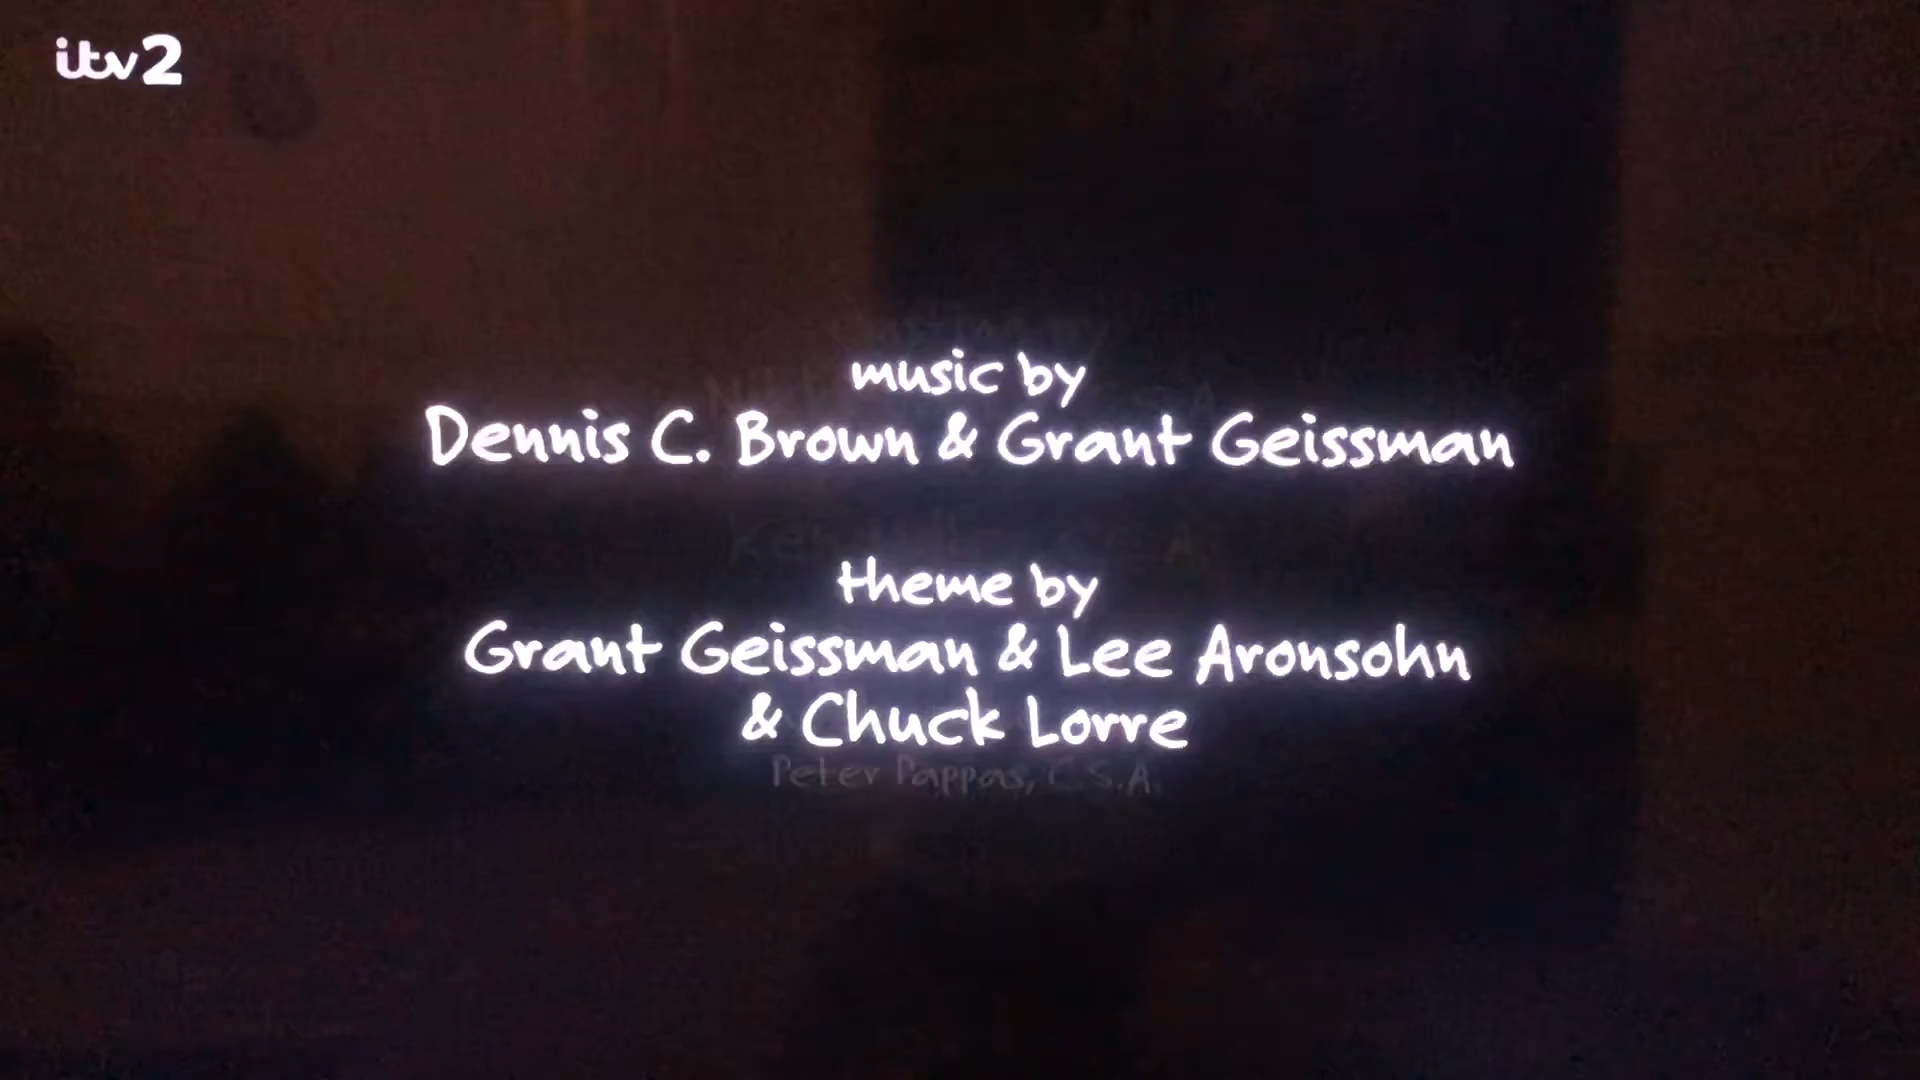 itv2
music by
Dennis C. Brown & Grant Geissman
theme by
Grant Geissman & Lee Aronsohn
& Chuck Lorre
Peter Pappas, C.S.A.